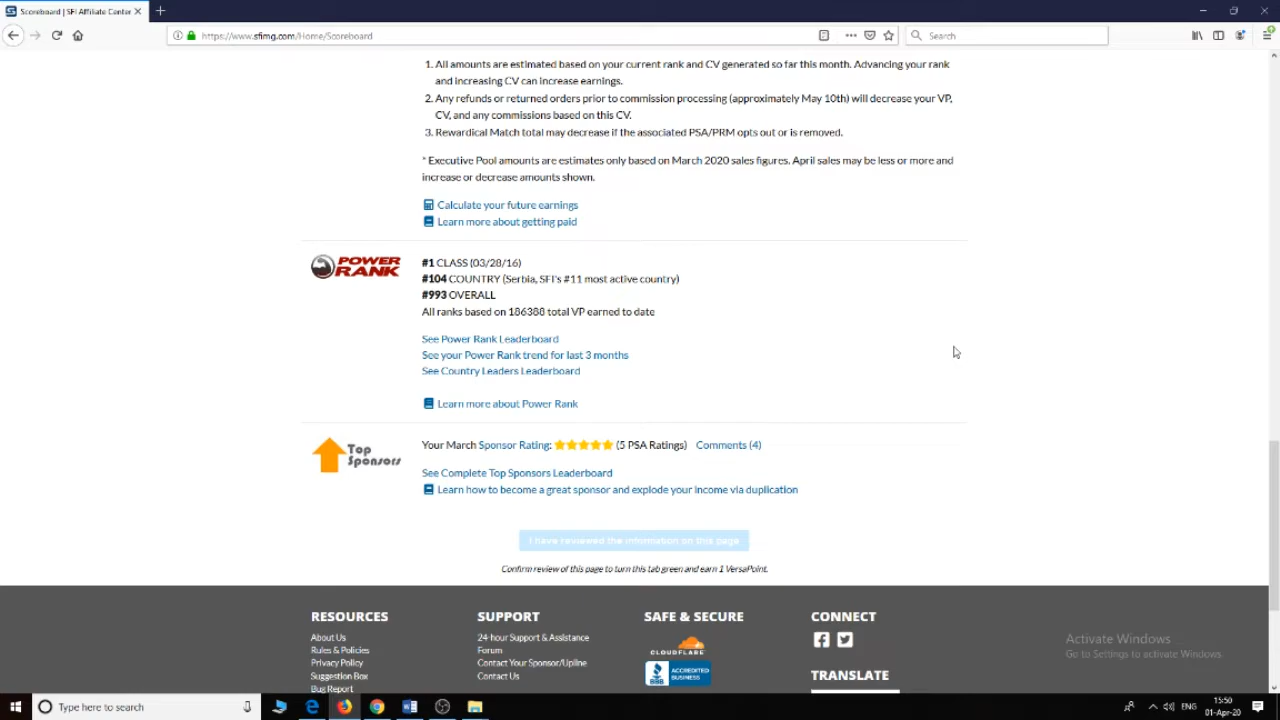 Scoreboard | SFI Affiliate Center
https://www.sfimg.com/Home/Scoreboard
Search
1. All amounts are estimated based on your current rank and CV generated so far this month. Advancing your rank
and increasing CV can increase earnings.
2. Any refunds or returned orders prior to commission processing (approximately May 10th) will decrease your VP,
CV, and any commissions based on this CV.
3. Rewardical Match total may decrease if the associated PSA/PRM opts out or is removed.
* Executive Pool amounts are estimates only based on March 2020 sales figures. April sales may be less or more and
increase or decrease amounts shown.
Calculate your future earnings
Learn more about getting paid
POWER
RANK
#1 CLASS (03/28/16)
#104 COUNTRY (Serbia, SFI's #11 most active country)
#993 OVERALL
All ranks based on 186388 total VP earned to date
See Power Rank Leaderboard
See your Power Rank trend for last 3 months
See Country Leaders Leaderboard
Learn more about Power Rank
Top
Sponsors
Your March Sponsor Rating: (5 PSA Ratings) Comments (4)
See Complete Top Sponsors Leaderboard
Learn how to become a great sponsor and explode your income via duplication
I have reviewed the information on this page
Confirm review of this page to turn this tab green and earn 1 VersaPoint.
RESOURCES
About Us
Rules & Policies
Privacy Policy
Suggestion Box
Bug Report
SUPPORT
24-hour Support & Assistance
Forum
Contact Your Sponsor/Upline
Contact Us
SAFE & SECURE
CLOUDFLARE
BBB
ACCREDITED
BUSINESS
CONNECT
TRANSLATE
Activate Windows
Go to Settings to activate Windows.
Type here to search
ENG
15:50
01-Apr-20